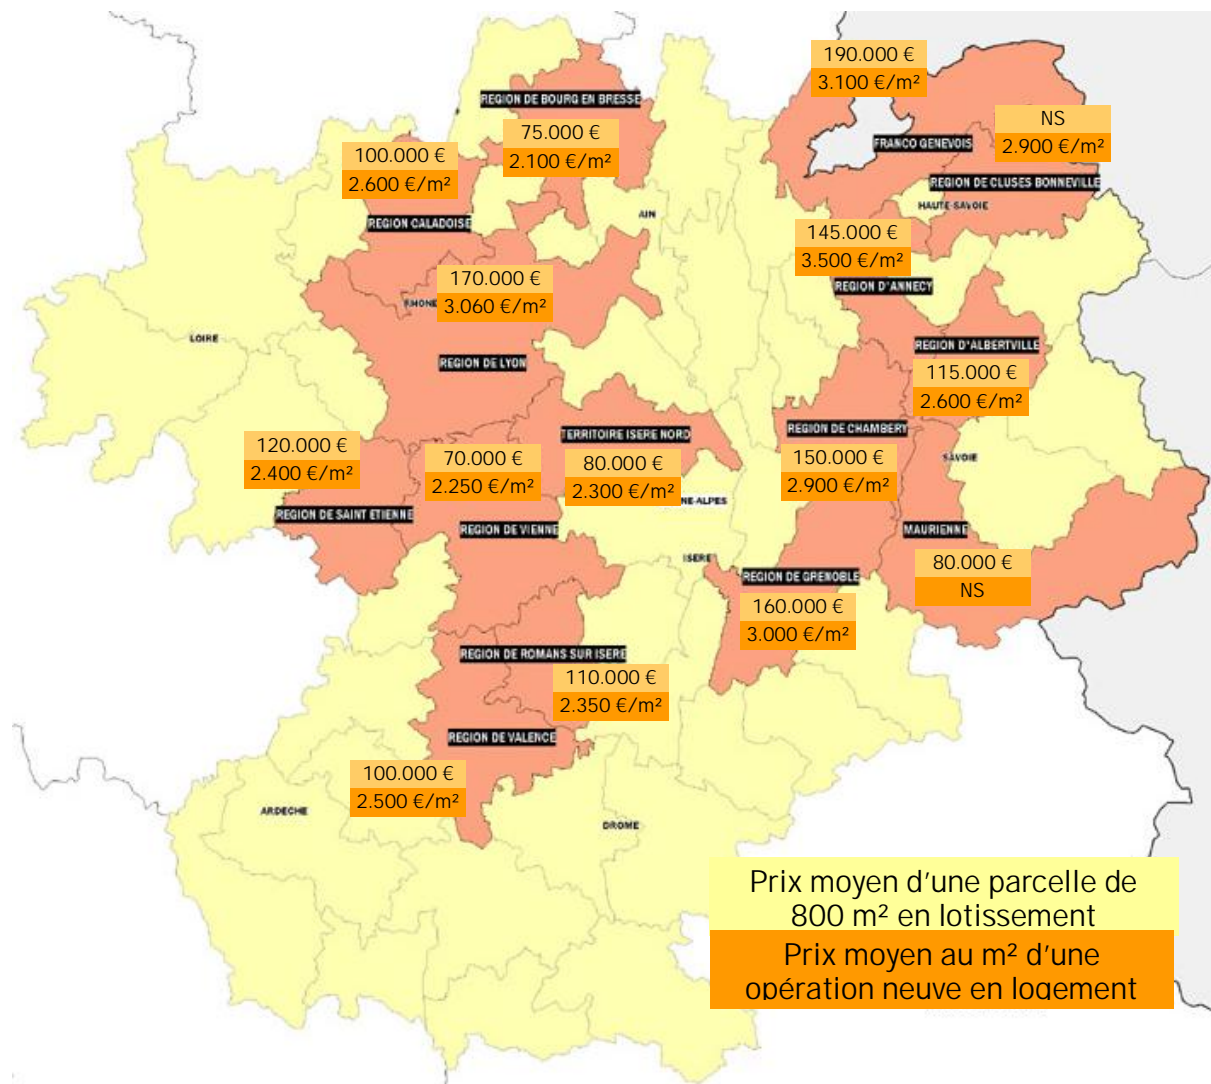 190.000 €
3.100 €/m²
REGION DE BOURG EN BRESSE
75.000 €
2.100 €/m²
NS
2.900 €/m²
FRANCO GENEVOIS
100.000 €
2.600 €/m²
REGION DE CLUSES BONNEVILLE
HAUTE-SAVOIE
AIN
REGION CALADOISE
145.000 €
3.500 €/m²
170.000 €
3.060 €/m²
REGION D'ANNECY
RHONE
LOIRE
REGION D'ALBERTVILLE
REGION DE LYON
115.000 €
2.600 €/m²
REGION DE CHAMBERY
TERRITOIRE ISERE NORD
120.000 €
2.400 €/m²
70.000 €
2.250 €/m²
80.000 €
2.300 €/m²
150.000 €
2.900 €/m²
SAVOIE
NE-ALPES
REGION DE SAINT ETIENNE
REGION DE VIENNE
MAURIENNE
ISERE
80.000 €
NS
REGION DE GRENOBLE
160.000 €
3.000 €/m²
REGION DE ROMANS SUR ISERE
110.000 €
2.350 €/m²
REGION DE VALENCE
100.000 €
2.500 €/m²
ARDECHE
DROME
Prix moyen d'une parcelle de
800 m² en lotissement
Prix moyen au m² d'une
opération neuve en logement